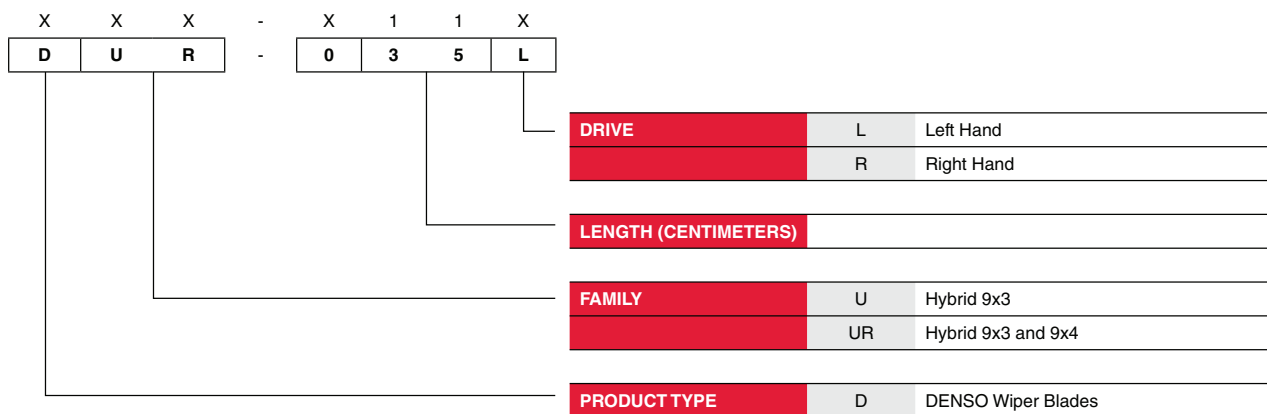 X X X - X 1 1 X
D U R - 0 3 5 L
DRIVE L Left Hand
R Right Hand
LENGTH (CENTIMETERS)
FAMILY U Hybrid 9x3
UR Hybrid 9x3 and 9x4
PRODUCT TYPE D DENSO Wiper Blades